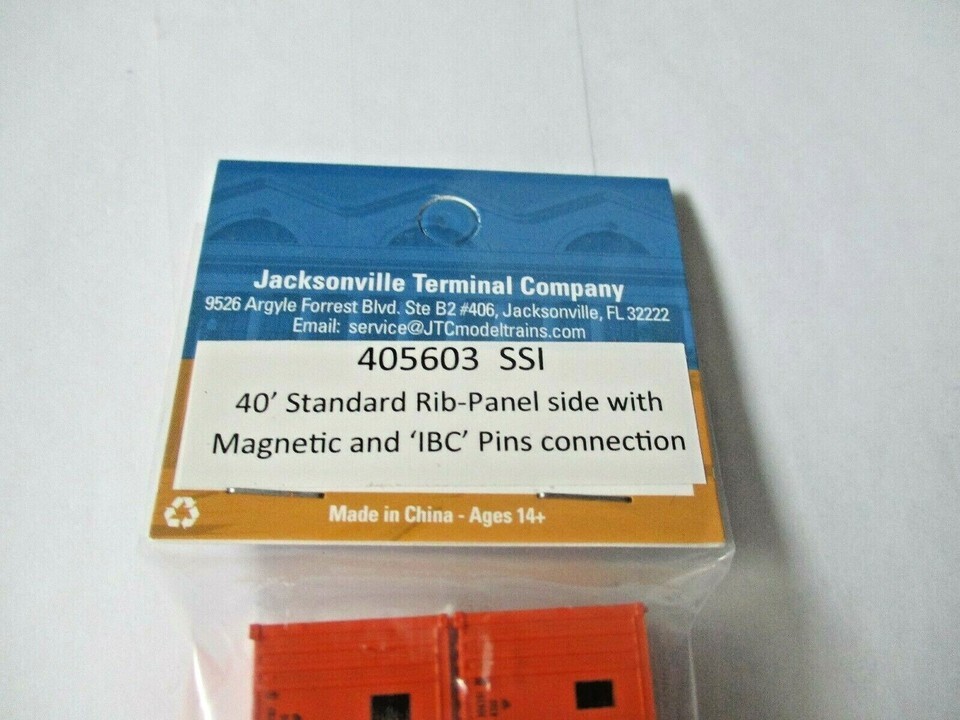 Jacksonville Terminal Company
9526 Argyle Forrest Blvd. Ste B2 #406, Jacksonville, FL 32222
Email: service@JTCmodeltrains.com
405603 SSI
40' Standard Rib-Panel side with
Magnetic and ‘IBC’ Pins connection
Made in China - Ages 14+